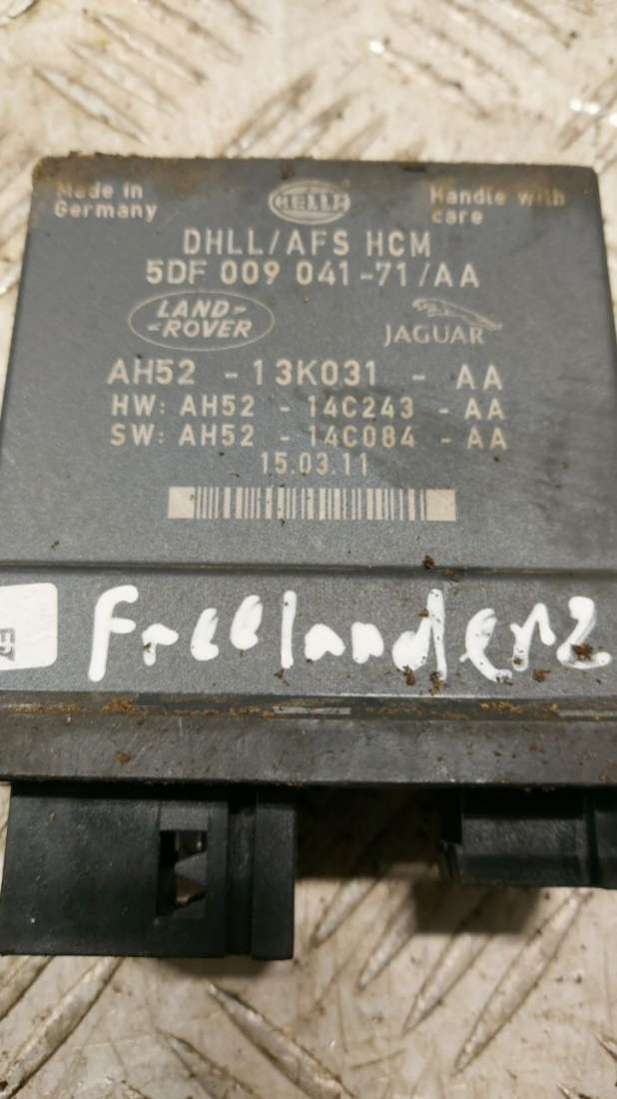 Made in
Germany
HELLA
Handle with
care
DHLL/AFS HCM
5DF 009 041-71/AA
LAND-
-ROVER
JAGUAR
AH52 - 13K031 - AA
HW: AH52 - 14C243 - AA
SW: AH52 - 14C084 - AA
15.03.11
freelander2